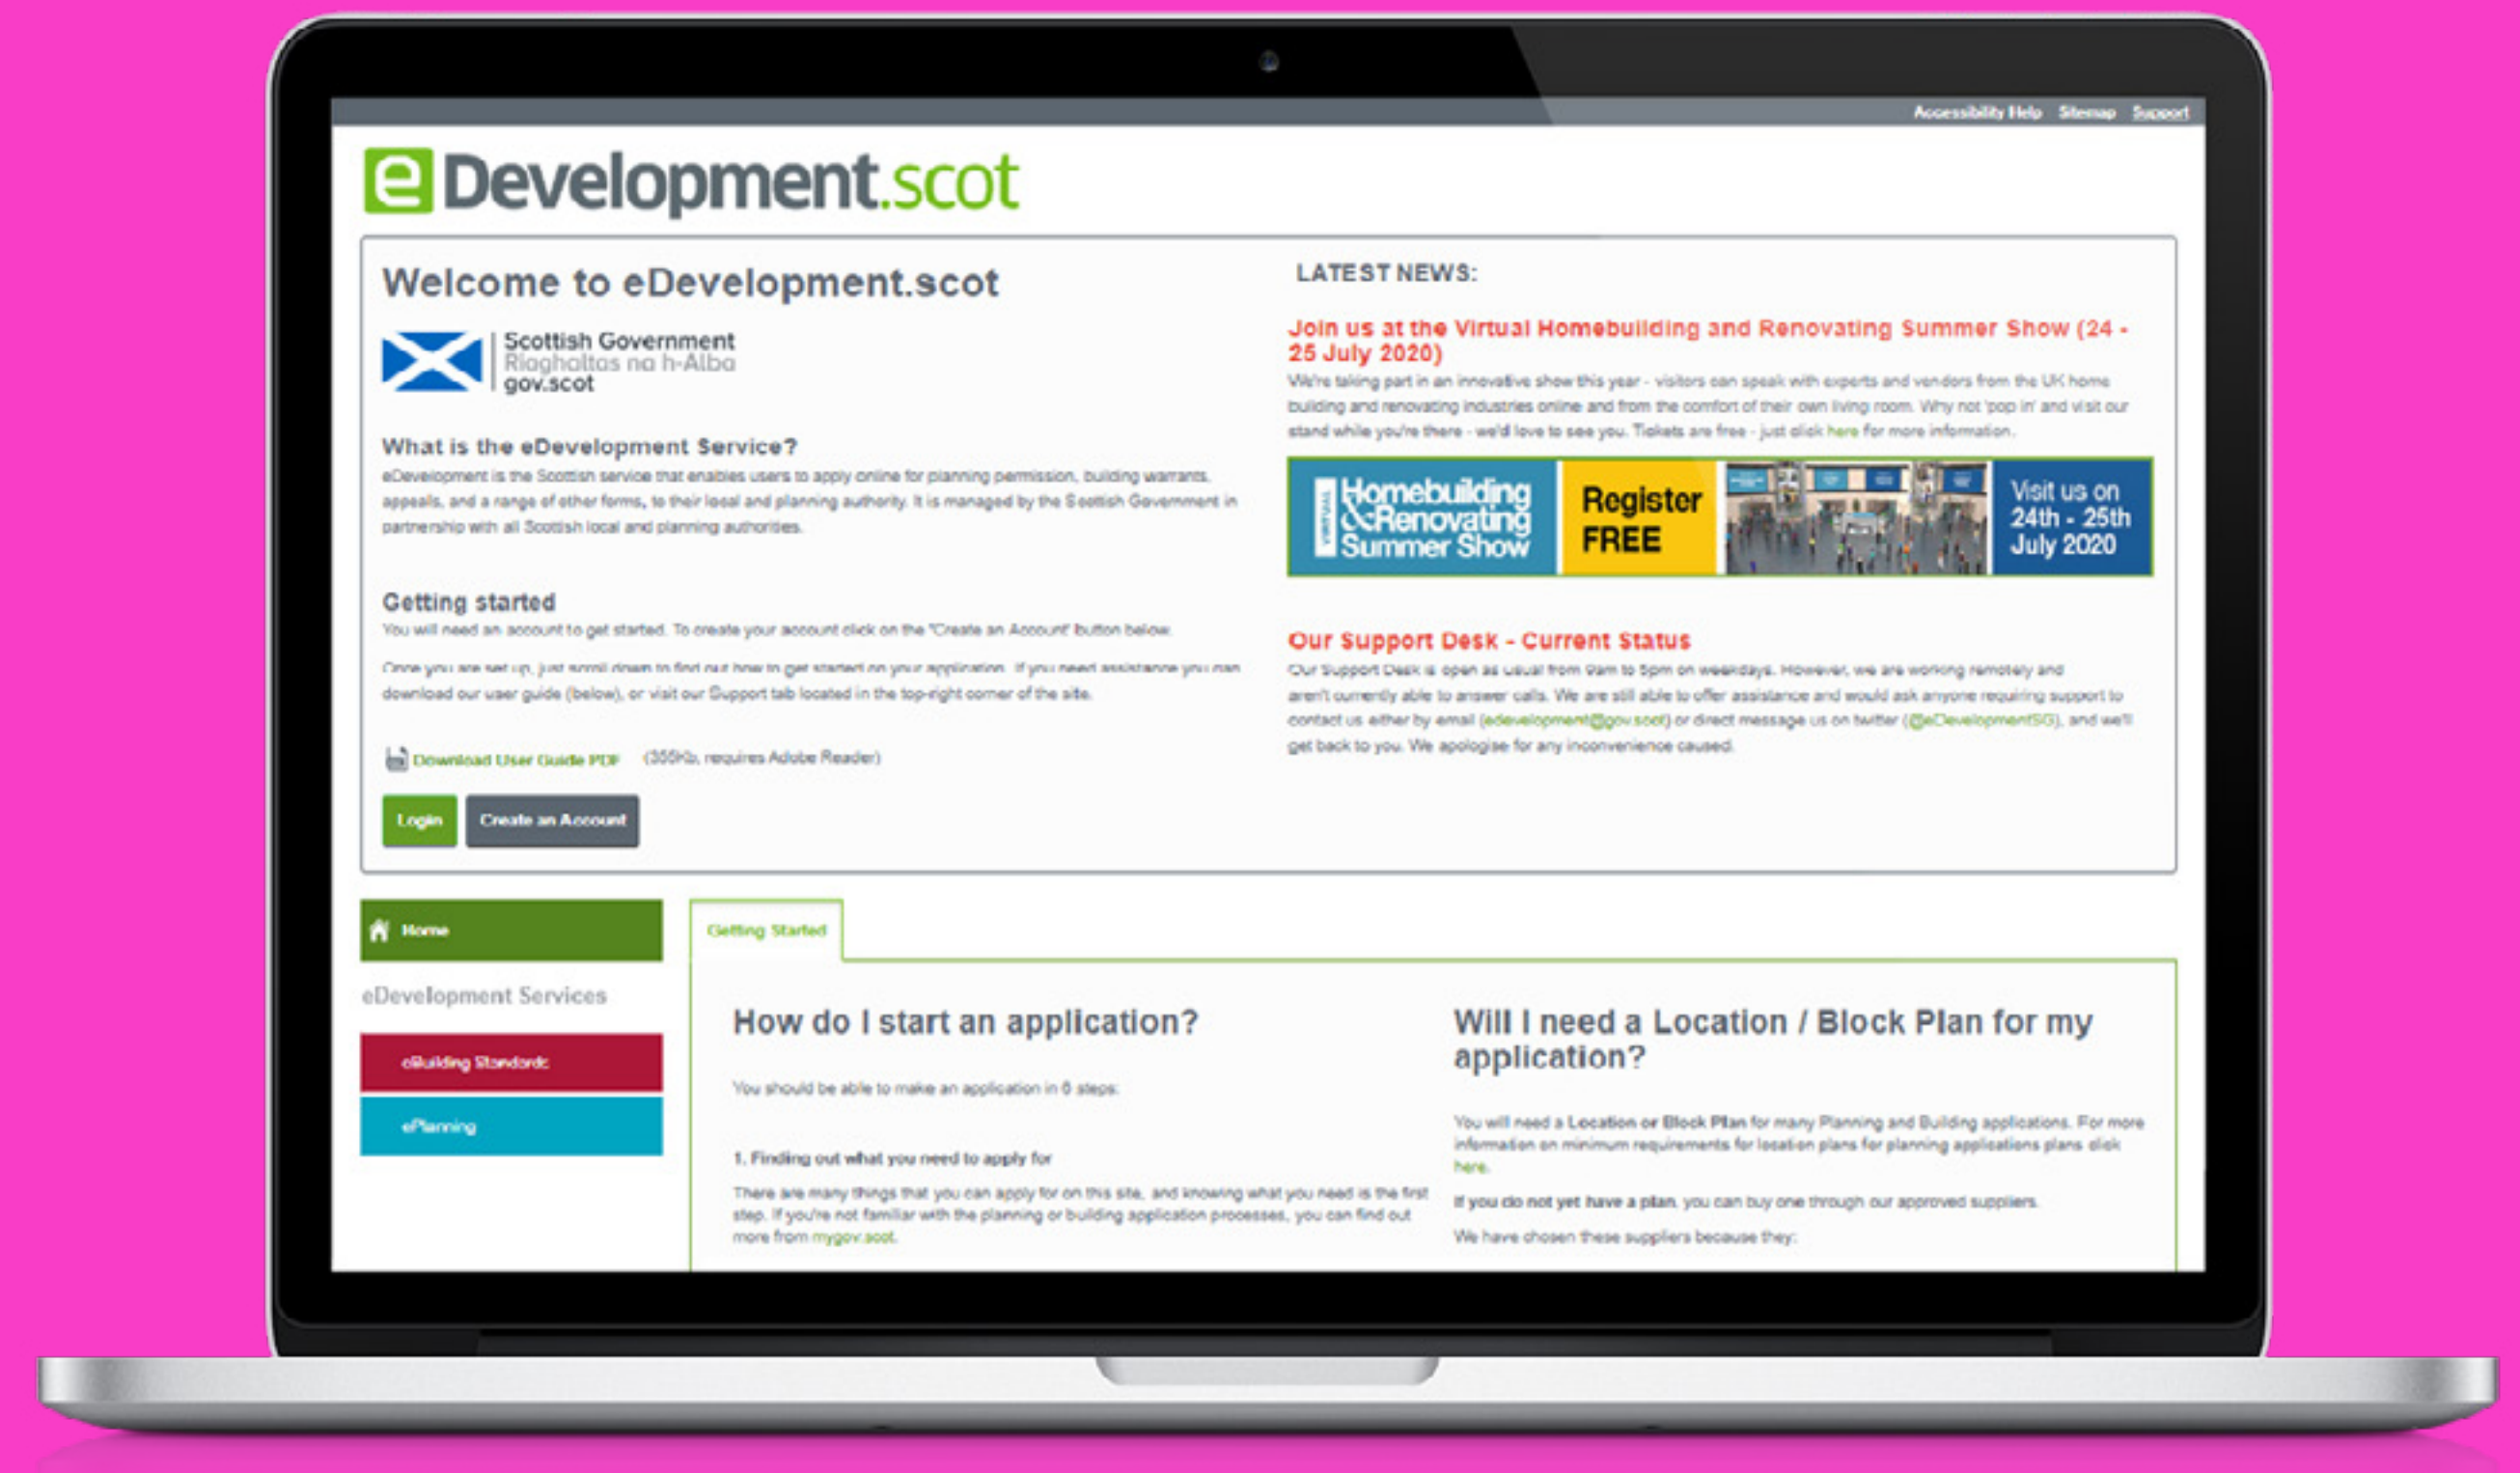 Accessibility Help Sitemap Support
eDevelopment.scot
Welcome to eDevelopment.scot
Scottish Government
Riaghaltas na h-Alba
gov.scot
What is the eDevelopment Service?
eDevelopment is the Scottish service that enables users to apply online for planning permission, building warrants,
appeals, and a range of other forms, to their local and planning authority. It is managed by the Scottish Government in
partnership with all Scottish local and planning authorities.
Getting started
You will need an account to get started. To create your account click on the "Create an Account" button below.
Once you are set up, just scroll down to find out how to get started on your application. If you need assistance you can
download our user guide (below), or visit our Support tab located in the top-right corner of the site.
Download User Guide PDF (355Kb, requires Adobe Reader)
Login Create an Account
LATEST NEWS:
Join us at the Virtual Homebuilding and Renovating Summer Show (24 -
25 July 2020)
We're taking part in an innovative show this year - visitors can speak with experts and vendors from the UK home
building and renovating industries online and from the comfort of their own living room. Why not 'pop in' and visit our
stand while you're there - we'd love to see you. Tickets are free - just click here for more information.
VIRTUAL
Homebuilding
&Renovating
Summer Show
Register
FREE
Visit us on
24th - 25th
July 2020
Our Support Desk - Current Status
Our Support Desk is open as usual from 9am to 5pm on weekdays. However, we are working remotely and
aren't currently able to answer calls. We are still able to offer assistance and would ask anyone requiring support to
contact us either by email (edevelopment@gov.scot) or direct message us on twitter (@eDevelopmentSG), and we'll
get back to you. We apologise for any inconvenience caused.
Home
eDevelopment Services
eBuilding Standards
ePlanning
Getting Started
How do I start an application?
You should be able to make an application in 6 steps:
1. Finding out what you need to apply for
There are many things that you can apply for on this site, and knowing what you need is the first
step. If you're not familiar with the planning or building application processes, you can find out
more from mygov.scot.
Will I need a Location / Block Plan for my
application?
You will need a Location or Block Plan for many Planning and Building applications. For more
information on minimum requirements for location plans for planning applications plans click
here.
If you do not yet have a plan, you can buy one through our approved suppliers.
We have chosen these suppliers because they: